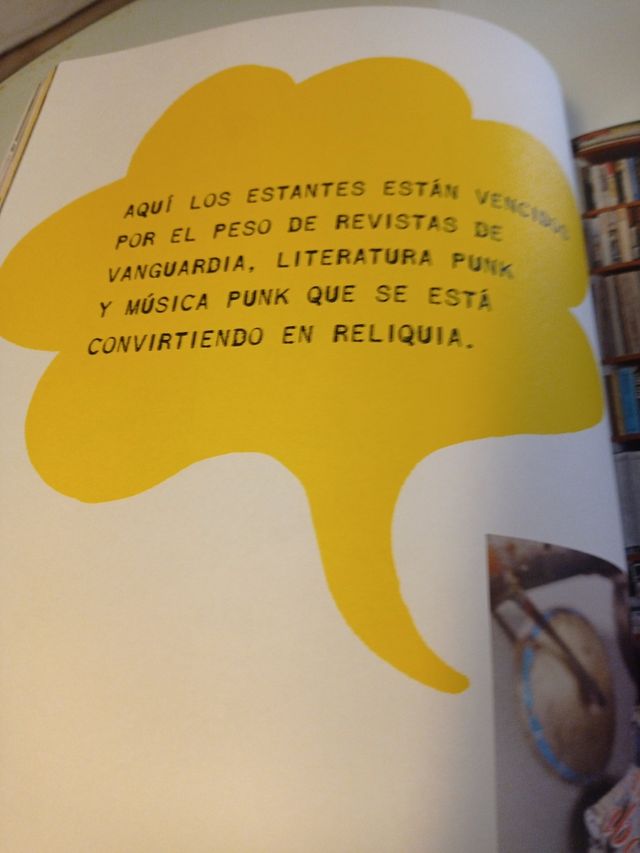 AQUÍ LOS ESTANTES ESTÁN VENCIDOS
POR EL PESO DE REVISTAS DE
VANGUARDIA, LITERATURA PUNK
Y MÚSICA PUNK QUE SE ESTÁ
CONVIRTIENDO EN RELIQUIA.